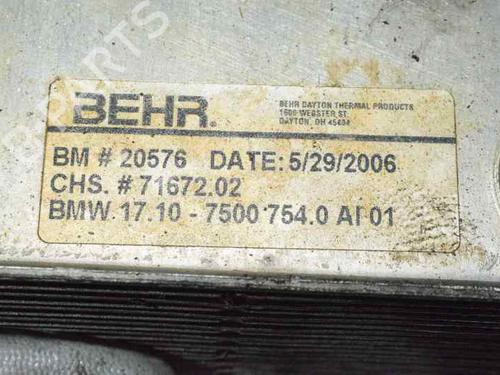 BEHR®
BEHR DAYTON THERMAL PRODUCTS
1600 WEBSTER ST.
DAYTON, OH 45404
BM # 20576 DATE: 5/29/2006
CHS. # 71672.02
BMW. 17.10 - 7500 754.0 AI 01